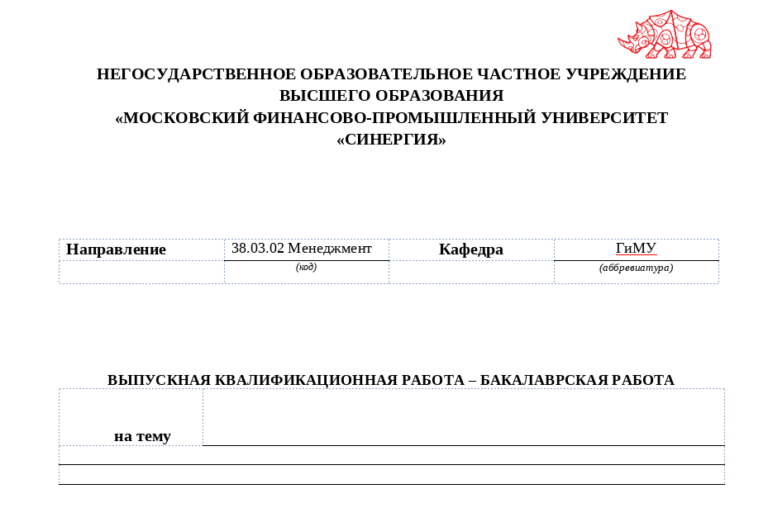 НЕГОСУДАРСТВЕННОЕ ОБРАЗОВАТЕЛЬНОЕ ЧАСТНОЕ УЧРЕЖДЕНИЕ
ВЫСШЕГО ОБРАЗОВАНИЯ
«МОСКОВСКИЙ ФИНАНСОВО-ПРОМЫШЛЕННЫЙ УНИВЕРСИТЕТ
«СИНЕРГИЯ»
Направление 38.03.02 Менеджмент Кафедра ГиМУ
(код) (аббревиатура)
ВЫПУСКНАЯ КВАЛИФИКАЦИОННАЯ РАБОТА – БАКАЛАВРСКАЯ РАБОТА
на тему